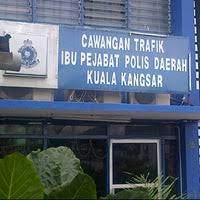 CAWANGAN TRAFIK
IBU PEJABAT POLIS DAERAH
KUALA KANGSAR